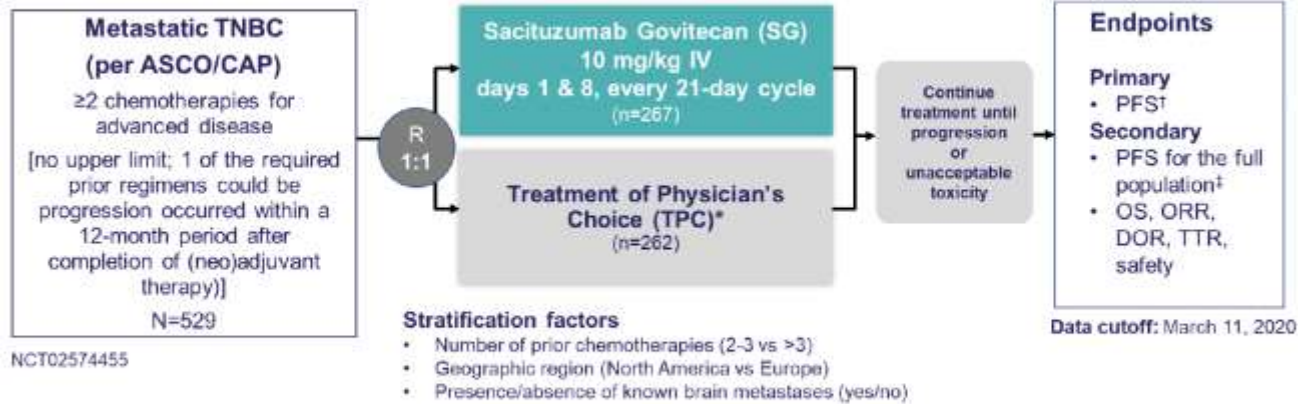 Metastatic TNBC
(per ASCO/CAP)
≥2 chemotherapies for
advanced disease
[no upper limit; 1 of the required
prior regimens could be
progression occurred within a
12-month period after
completion of (neo)adjuvant
therapy)]
N=529
NCT02574455
R
1:1
Sacituzumab Govitecan (SG)
10 mg/kg IV
days 1 & 8, every 21-day cycle
(n=267)
Treatment of Physician's
Choice (TPC)*
(n=262)
Stratification factors
• Number of prior chemotherapies (2-3 vs >3)
• Geographic region (North America vs Europe)
• Presence/absence of known brain metastases (yes/no)
Continue
treatment until
progression
or
unacceptable
toxicity
Endpoints
Primary
• PFS†
Secondary
• PFS for the full
population‡
• OS, ORR,
DOR, TTR,
safety
Data cutoff: March 11, 2020